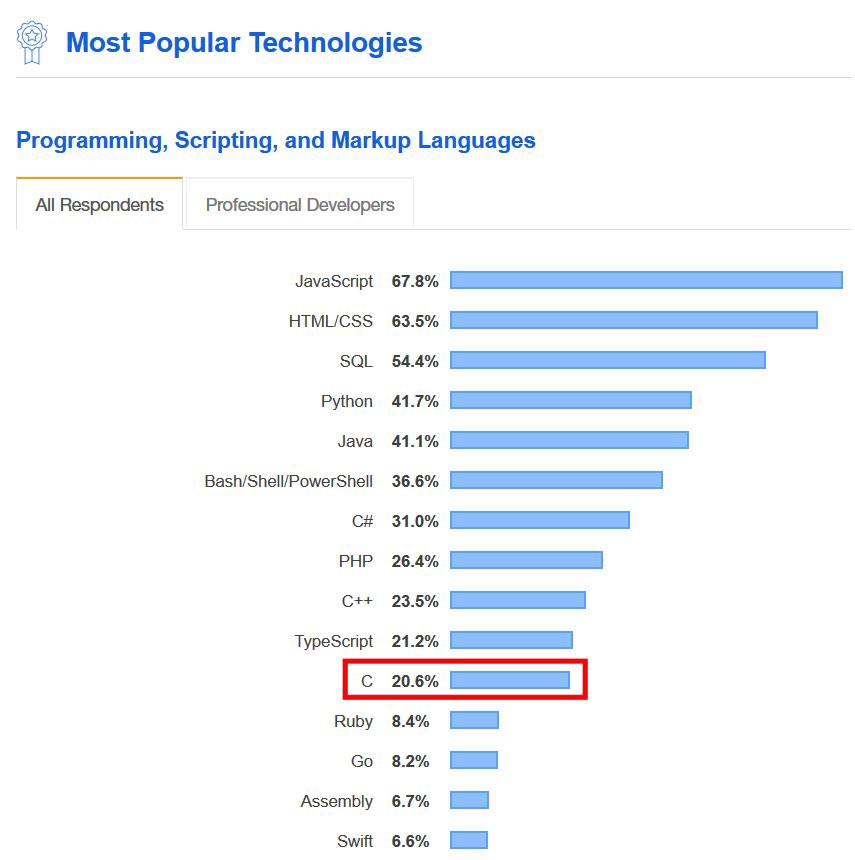 Most Popular Technologies
Programming, Scripting, and Markup Languages
All Respondents Professional Developers
JavaScript 67.8%
HTML/CSS 63.5%
SQL 54.4%
Python 41.7%
Java 41.1%
Bash/Shell/PowerShell 36.6%
C# 31.0%
PHP 26.4%
C++ 23.5%
TypeScript 21.2%
C 20.6%
Ruby 8.4%
Go 8.2%
Assembly 6.7%
Swift 6.6%